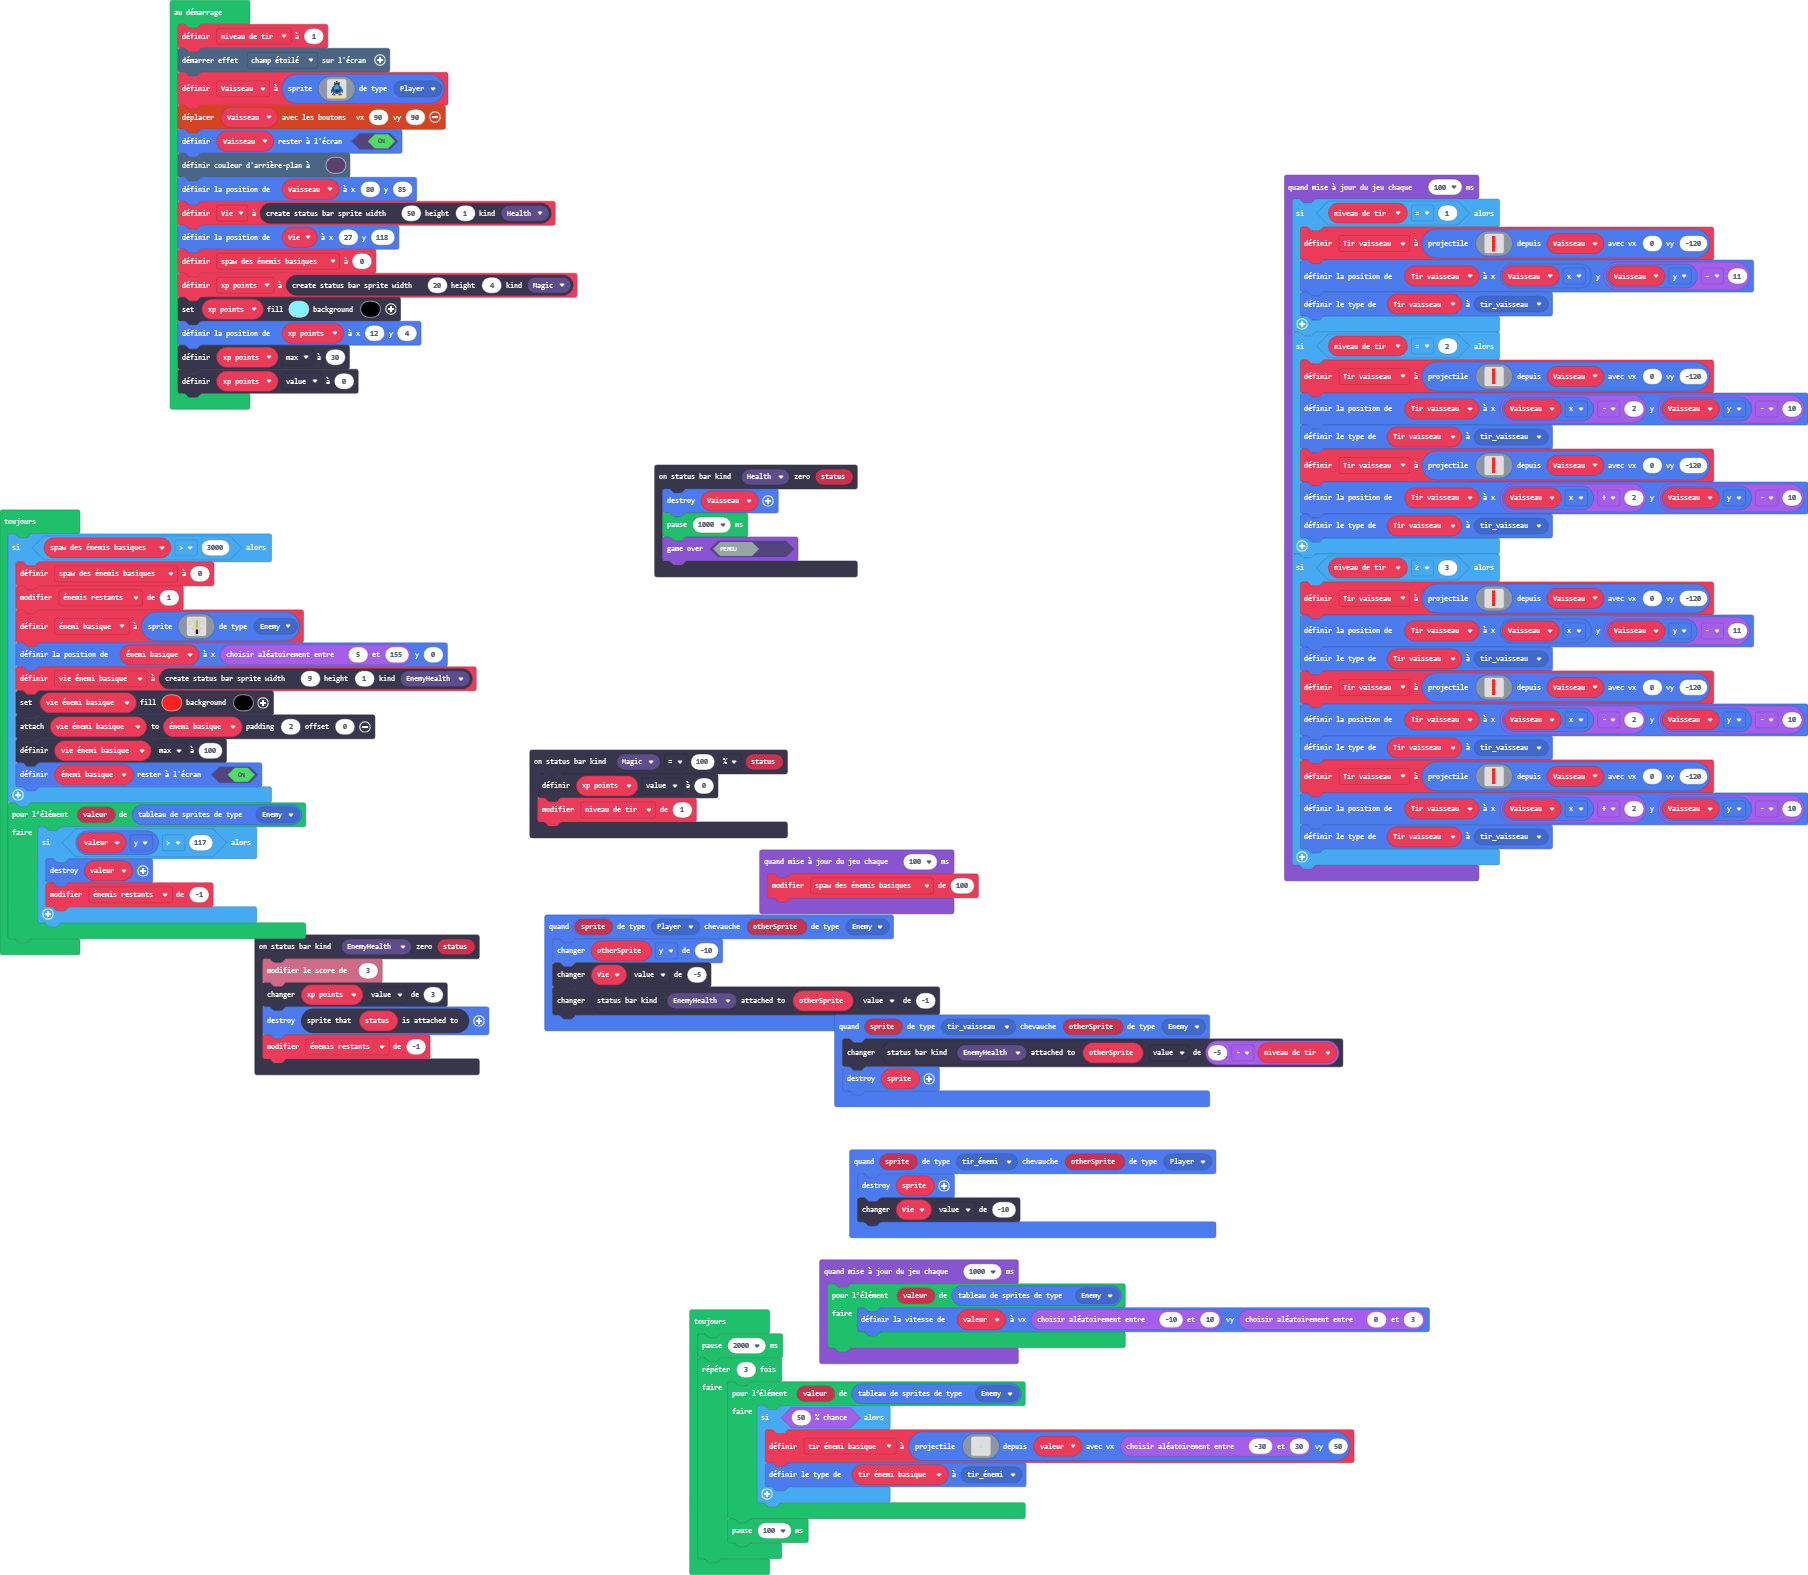 au démarrage
définir niveau de tir à 1
démarrer effet champ étoilé sur l'écran
définir Vaisseau à sprite de type Player
déplacer Vaisseau avec les boutons vx 90 vy 90
définir Vaisseau rester à l'écran ON
définir couleur d'arrière-plan à
définir la position de Vaisseau à x 80 y 85
définir Vie à create status bar sprite width 50 height 1 kind Health
définir la position de Vie à x 27 y 118
définir spaw des énemis basiques à 0
définir xp points à create status bar sprite width 20 height 4 kind Magic
set xp points fill background
définir la position de xp points à x 12 y 4
définir xp points max à 30
définir xp points value à 0
toujours
si spaw des énemis basiques > 3000 alors
définir spaw des énemis basiques à 0
modifier énemis restants de 1
définir énemi basique à sprite de type Enemy
définir la position de énemi basique à x choisir aléatoirement entre 5 et 155 y 0
définir vie énemi basique à create status bar sprite width 9 height 1 kind EnemyHealth
set vie énemi basique fill background
attach vie énemi basique to énemi basique padding 2 offset 0
définir vie énemi basique max à 100
définir énemi basique rester à l'écran ON
pour l'élément valeur de tableau de sprites de type Enemy
faire
si valeur y > 117 alors
destroy valeur
modifier énemis restants de -1
on status bar kind EnemyHealth zero status
modifier le score de 3
changer xp points value de 3
destroy sprite that status is attached to
modifier énemis restants de -1
on status bar kind Health zero status
destroy Vaisseau
pause 1000 ms
game over PERDU
on status bar kind Magic = 100 % status
définir xp points value à 0
modifier niveau de tir de 1
quand mise à jour du jeu chaque 100 ms
modifier spaw des énemis basiques de 100
quand sprite de type Player chevauche otherSprite de type Enemy
changer otherSprite y de -10
changer Vie value de -5
changer status bar kind EnemyHealth attached to otherSprite value de -1
quand sprite de type tir_vaisseau chevauche otherSprite de type Enemy
changer status bar kind EnemyHealth attached to otherSprite value de -5 - niveau de tir
destroy sprite
quand sprite de type tir_énemi chevauche otherSprite de type Player
destroy sprite
changer Vie value de -10
quand mise à jour du jeu chaque 1000 ms
pour l'élément valeur de tableau de sprites de type Enemy
faire définir la vitesse de valeur à vx choisir aléatoirement entre -10 et 10 vy choisir aléatoirement entre 0 et 3
toujours
pause 2000 ms
répéter 3 fois
faire
pour l'élément valeur de tableau de sprites de type Enemy
faire
si 50 % chance alors
définir tir énemi basique à projectile depuis valeur avec vx choisir aléatoirement entre -30 et 30 vy 50
définir le type de tir énemi basique à tir_énemi
pause 100 ms
quand mise à jour du jeu chaque 100 ms
si niveau de tir = 1 alors
définir Tir vaisseau à projectile depuis Vaisseau avec vx 0 vy -120
définir la position de Tir vaisseau à x Vaisseau x y Vaisseau y - 11
définir le type de Tir vaisseau à tir_vaisseau
si niveau de tir = 2 alors
définir Tir vaisseau à projectile depuis Vaisseau avec vx 0 vy -120
définir la position de Tir vaisseau à x Vaisseau x - 2 y Vaisseau y - 10
définir le type de Tir vaisseau à tir_vaisseau
définir Tir vaisseau à projectile depuis Vaisseau avec vx 0 vy -120
définir la position de Tir vaisseau à x Vaisseau x + 2 y Vaisseau y - 10
définir le type de Tir vaisseau à tir_vaisseau
si niveau de tir ≥ 3 alors
définir Tir vaisseau à projectile depuis Vaisseau avec vx 0 vy -120
définir la position de Tir vaisseau à x Vaisseau x y Vaisseau y - 11
définir le type de Tir vaisseau à tir_vaisseau
définir Tir vaisseau à projectile depuis Vaisseau avec vx 0 vy -120
définir la position de Tir vaisseau à x Vaisseau x - 2 y Vaisseau y - 10
définir le type de Tir vaisseau à tir_vaisseau
définir Tir vaisseau à projectile depuis Vaisseau avec vx 0 vy -120
définir la position de Tir vaisseau à x Vaisseau x + 2 y Vaisseau y - 10
définir le type de Tir vaisseau à tir_vaisseau